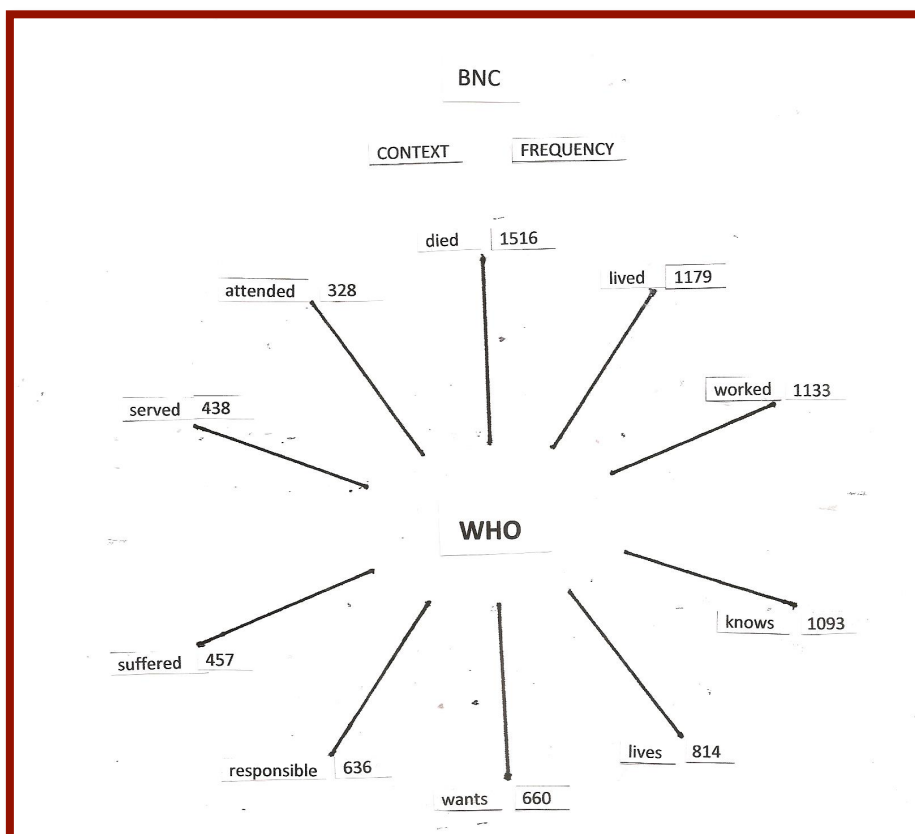 BNC
CONTEXT FREQUENCY
died 1516
lived 1179
attended 328
worked 1133
served 438
WHO
knows 1093
suffered 457
lives 814
responsible 636
wants 660